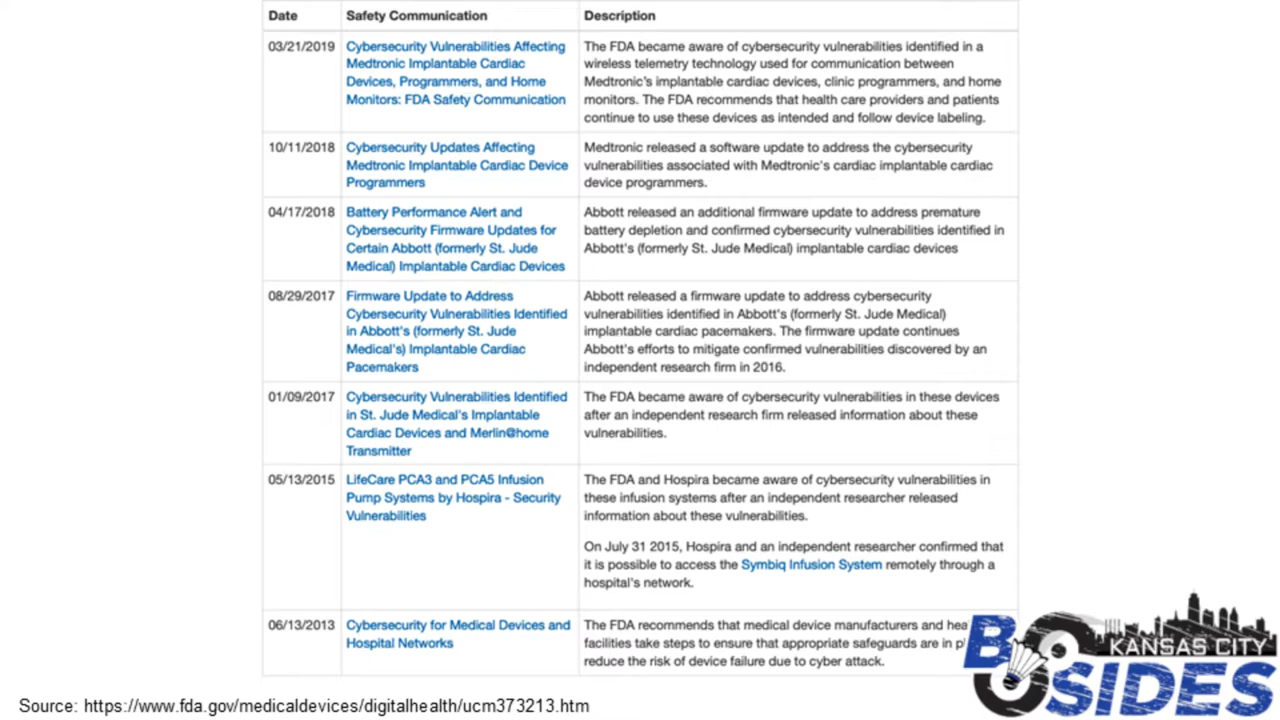 Date Safety Communication Description
03/21/2019 Cybersecurity Vulnerabilities Affecting
Medtronic Implantable Cardiac
Devices, Programmers, and Home
Monitors: FDA Safety Communication
The FDA became aware of cybersecurity vulnerabilities identified in a
wireless telemetry technology used for communication between
Medtronic's implantable cardiac devices, clinic programmers, and home
monitors. The FDA recommends that health care providers and patients
continue to use these devices as intended and follow device labeling.
10/11/2018 Cybersecurity Updates Affecting
Medtronic Implantable Cardiac Device
Programmers
Medtronic released a software update to address the cybersecurity
vulnerabilities associated with Medtronic's cardiac implantable cardiac
device programmers.
04/17/2018 Battery Performance Alert and
Cybersecurity Firmware Updates for
Certain Abbott (formerly St. Jude
Medical) Implantable Cardiac Devices
Abbott released an additional firmware update to address premature
battery depletion and confirmed cybersecurity vulnerabilities identified in
Abbott's (formerly St. Jude Medical) implantable cardiac devices
08/29/2017 Firmware Update to Address
Cybersecurity Vulnerabilities Identified
in Abbott's (formerly St. Jude
Medical's) Implantable Cardiac
Pacemakers
Abbott released a firmware update to address cybersecurity
vulnerabilities identified in Abbott's (formerly St. Jude Medical)
implantable cardiac pacemakers. The firmware update continues
Abbott's efforts to mitigate confirmed vulnerabilities discovered by an
independent research firm in 2016.
01/09/2017 Cybersecurity Vulnerabilities Identified
in St. Jude Medical's Implantable
Cardiac Devices and Merlin@home
Transmitter
The FDA became aware of cybersecurity vulnerabilities in these devices
after an independent research firm released information about these
vulnerabilities.
05/13/2015 LifeCare PCA3 and PCA5 Infusion
Pump Systems by Hospira - Security
Vulnerabilities
The FDA and Hospira became aware of cybersecurity vulnerabilities in
these infusion systems after an independent researcher released
information about these vulnerabilities.
On July 31 2015, Hospira and an independent researcher confirmed that
it is possible to access the Symbiq Infusion System remotely through a
hospital's network.
06/13/2013 Cybersecurity for Medical Devices and
Hospital Networks
The FDA recommends that medical device manufacturers and
facilities take steps to ensure that appropriate safeguards are in
reduce the risk of device failure due to cyber attack.
B SIDES
KANSAS CITY
Source: https://www.fda.gov/medicaldevices/digitalhealth/ucm373213.htm